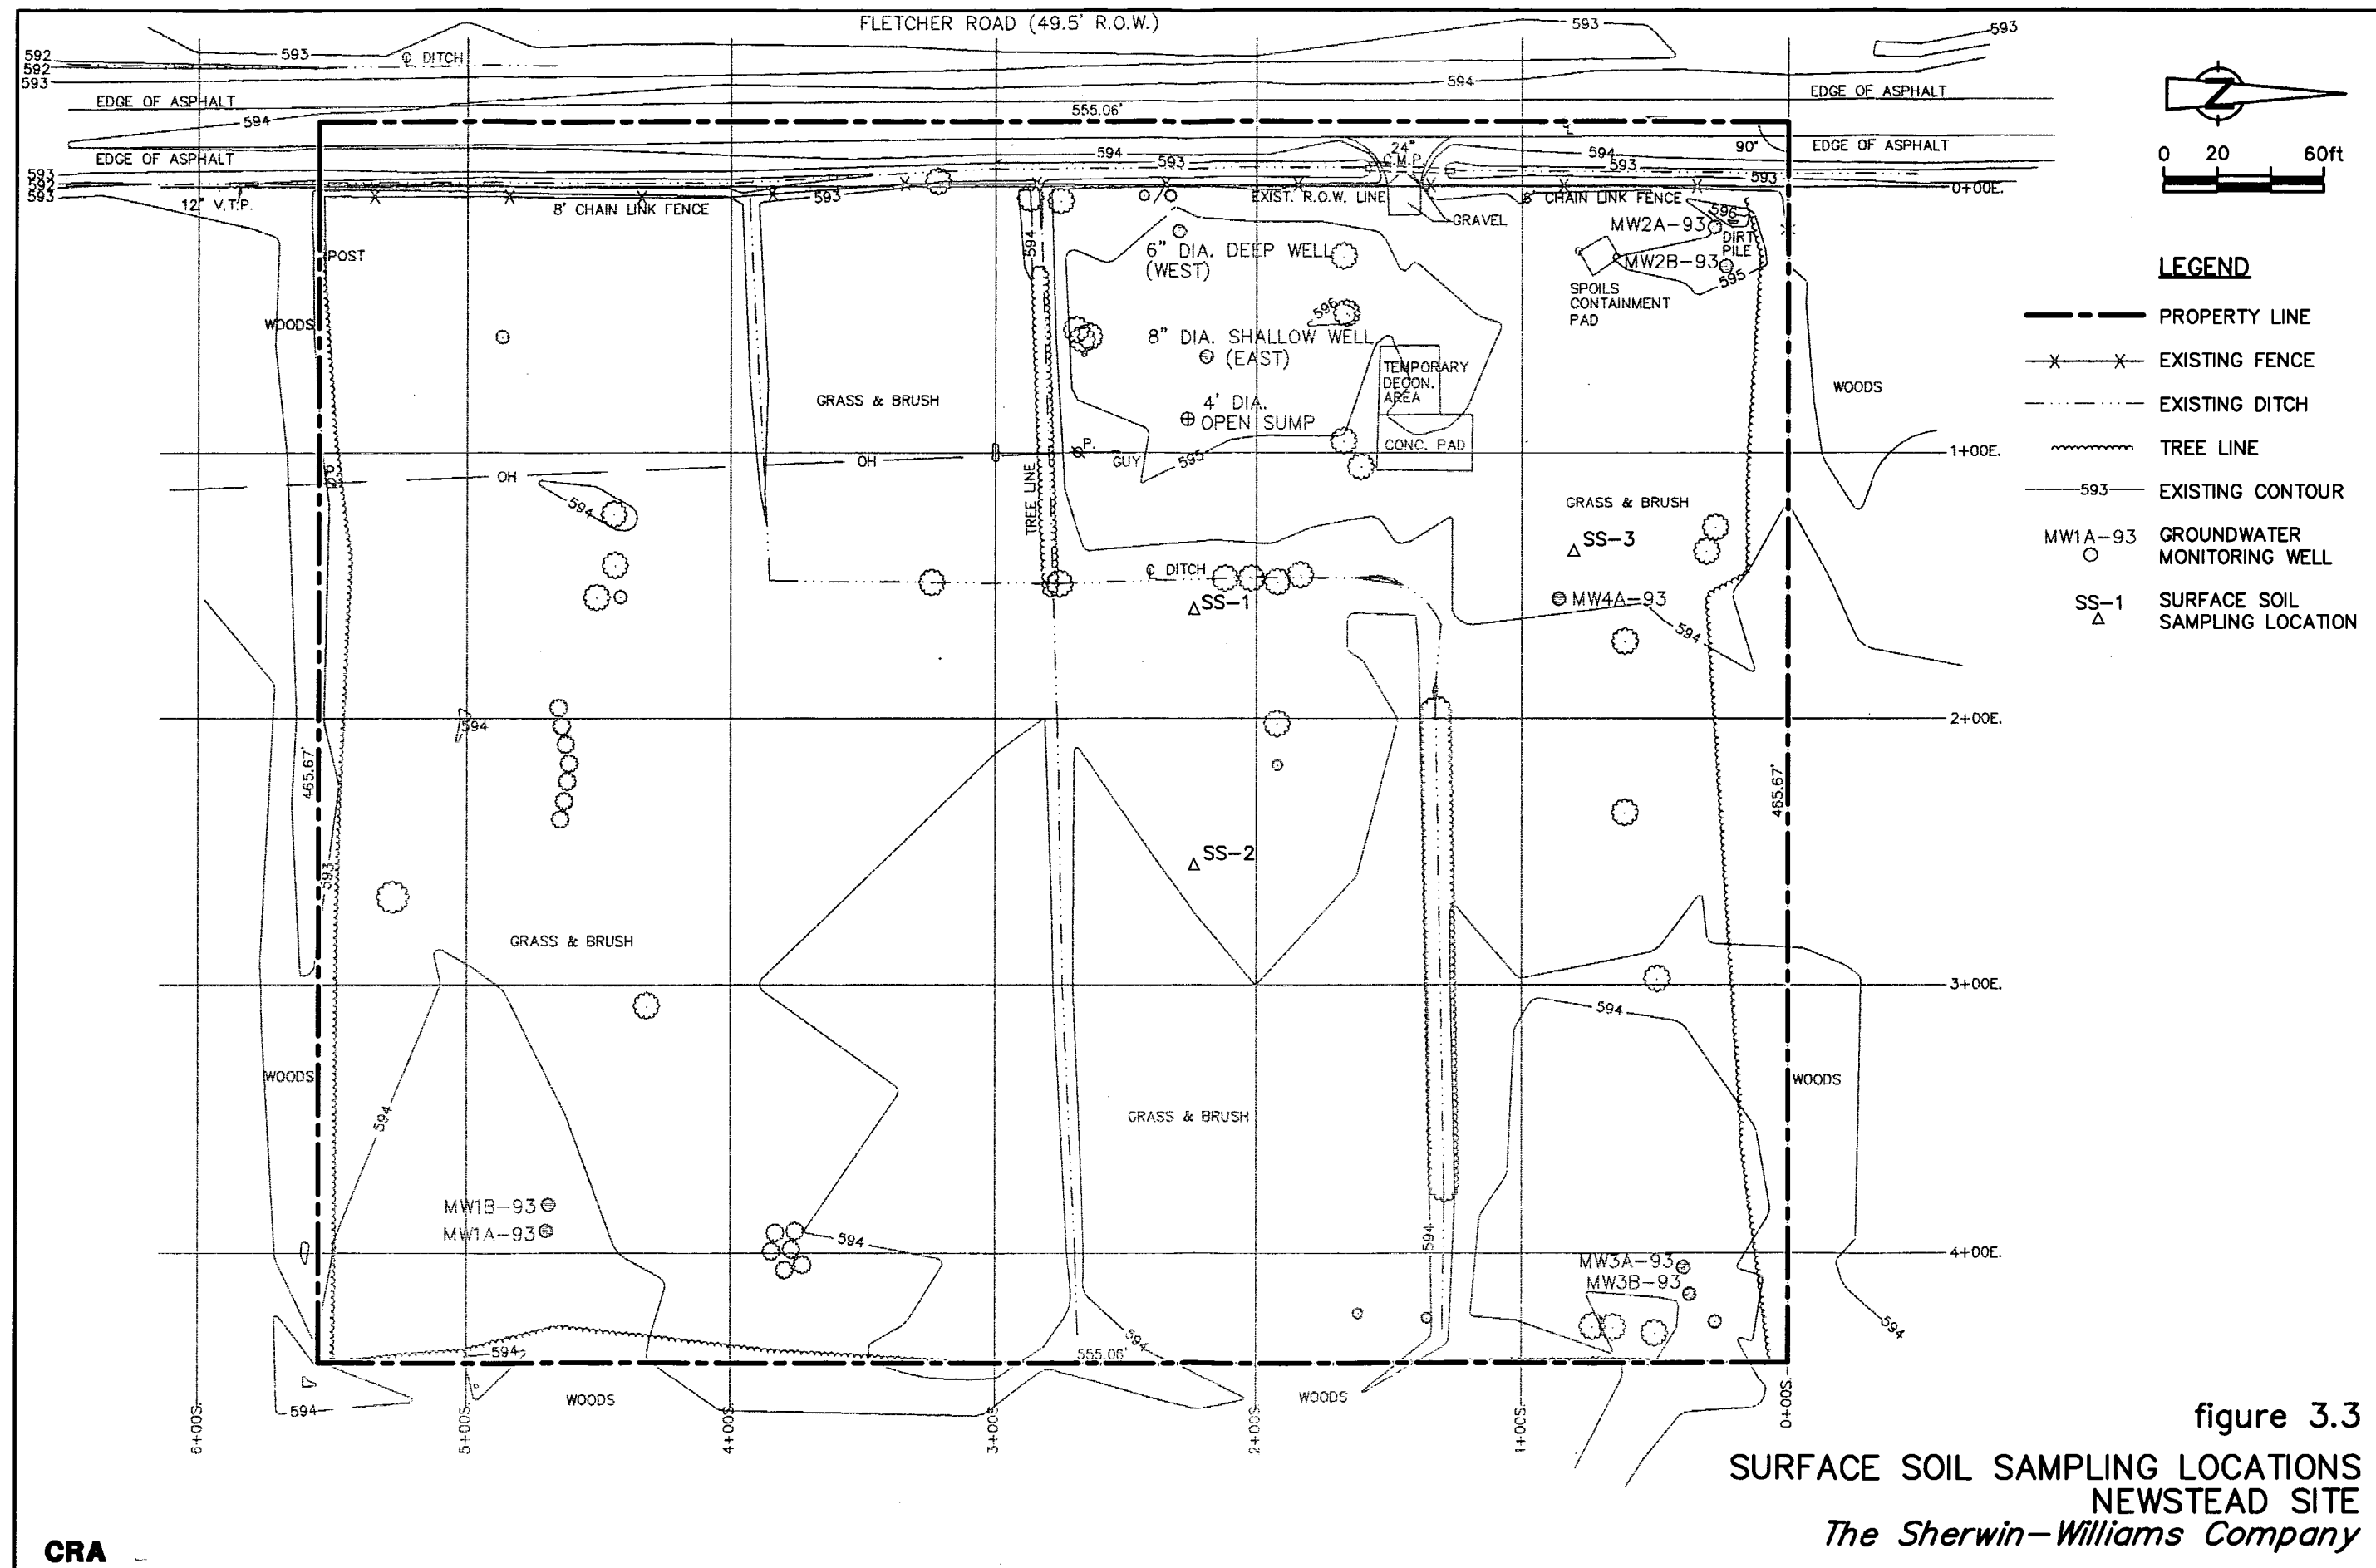 FLETCHER ROAD (49.5' R.O.W.)
593
593
592
592
593
593
℄ DITCH
594
EDGE OF ASPHALT
EDGE OF ASPHALT
594
555.06'
EDGE OF ASPHALT
594
593
24"
C.M.P.
594
593
90°
EDGE OF ASPHALT
593
592
594
593
12" V.T.P.
8' CHAIN LINK FENCE
593
EXIST. R.O.W. LINE
GRAVEL
8' CHAIN LINK FENCE
593
0+00E.
POST
594
6" DIA. DEEP WELL
(WEST)
MW2A-93
596
DIRT
PILE
MW2B-93
595
SPOILS
CONTAINMENT
PAD
WOODS
596
8" DIA. SHALLOW WELL
(EAST)
TEMPORARY
DECON.
AREA
WOODS
GRASS & BRUSH
4' DIA.
OPEN SUMP
CONC. PAD
P.
GUY
595
1+00E.
OH
OH
P.
594
TREE LINE
GRASS & BRUSH
SS-3
℄ DITCH
SS-1
MW4A-93
594
594
2+00E.
465.67'
465.67'
SS-2
593
GRASS & BRUSH
3+00E.
594
WOODS
WOODS
594
GRASS & BRUSH
MW1B-93
MW1A-93
594
594
4+00E.
MW3A-93
MW3B-93
594
594
594
555.06'
WOODS
WOODS
594
6+00S.
5+00S.
4+00S.
3+00S.
2+00S.
1+00S.
0+00S.
Z
0 20 60ft
LEGEND
PROPERTY LINE
EXISTING FENCE
EXISTING DITCH
TREE LINE
593 EXISTING CONTOUR
MW1A-93 GROUNDWATER
MONITORING WELL
SS-1 SURFACE SOIL
SAMPLING LOCATION
figure 3.3
SURFACE SOIL SAMPLING LOCATIONS
NEWSTEAD SITE
The Sherwin-Williams Company
CRA